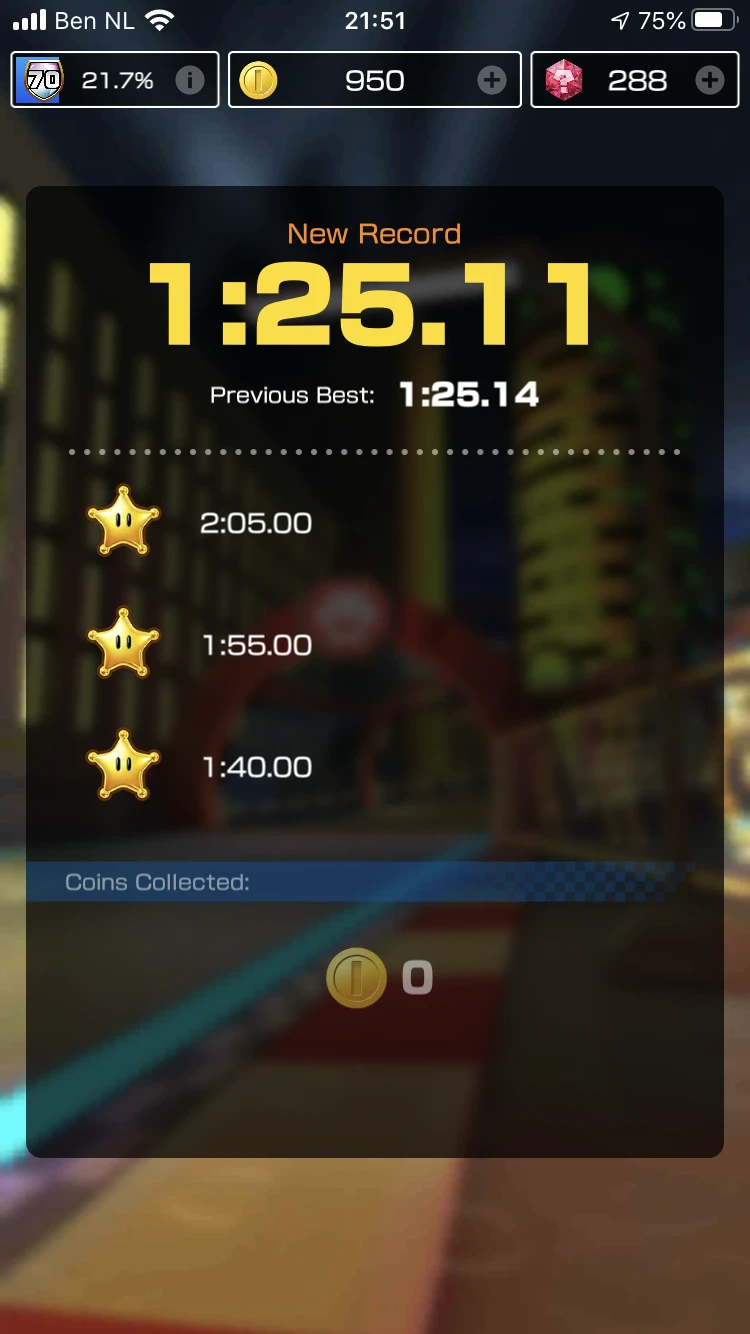 Ben NL 21:51 75%
70 21.7% i 950 + ? 288 +
New Record
1:25.11
Previous Best: 1:25.14
2:05.00
1:55.00
1:40.00
Coins Collected:
0